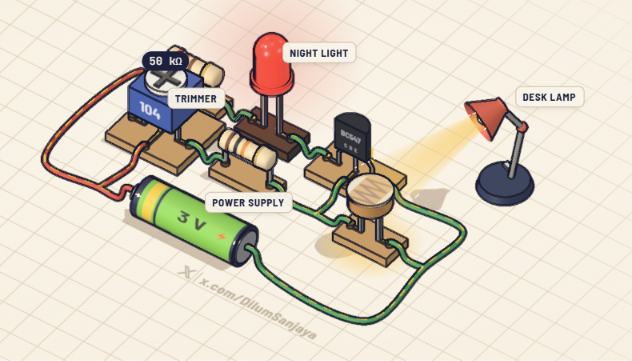 NIGHT LIGHT
50 kΩ
TRIMMER
104
DESK LAMP
BC547
C B E
POWER SUPPLY
3 V
+
X / x.com/DilumSanjaya